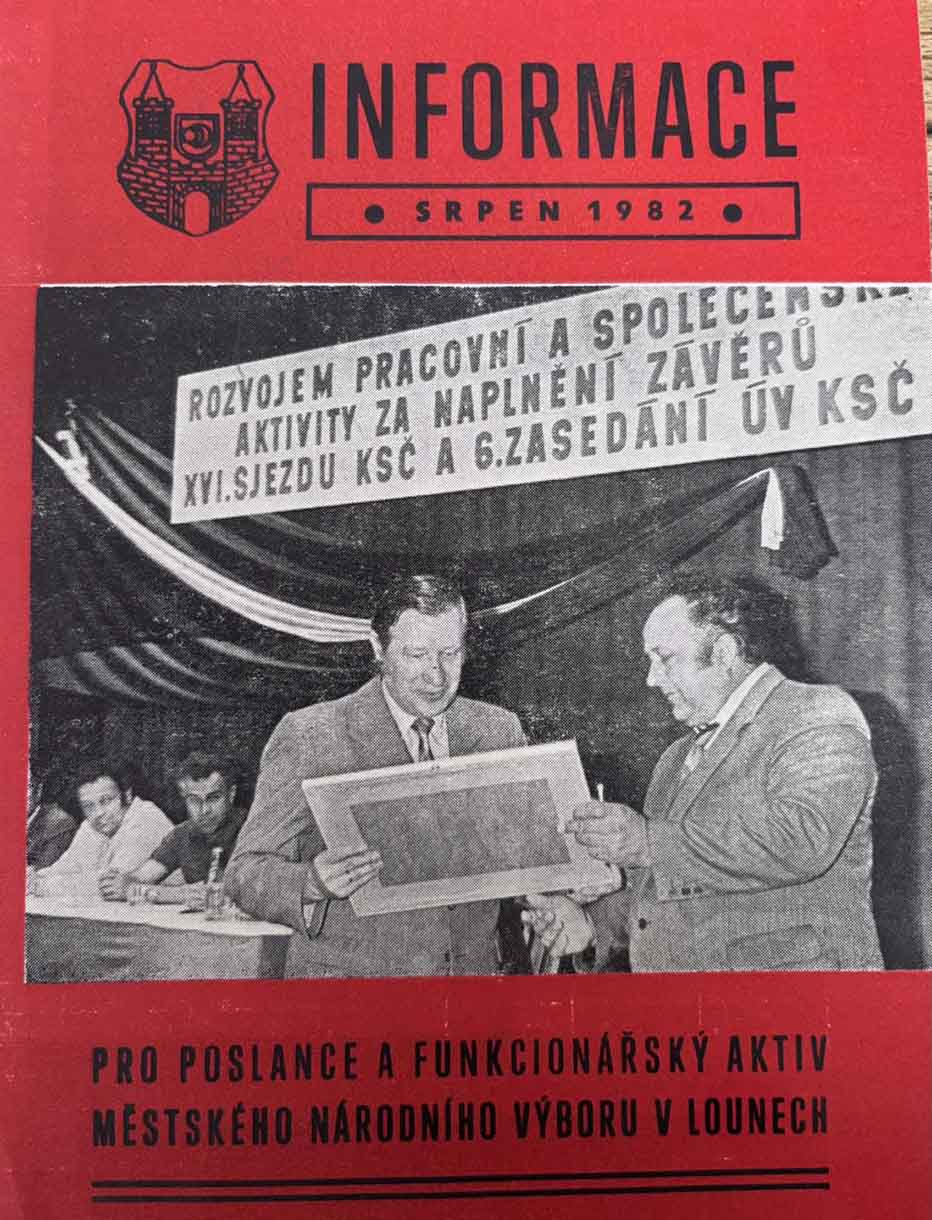 INFORMACE
• SRPEN 1982 •
ROZVOJEM PRACOVNÍ A SPOLEČENSKÉ
AKTIVITY ZA NAPLNĚNÍ ZÁVĚRŮ
XVI.SJEZDU KSČ A 6.ZASEDÁNÍ ÚV KSČ
PRO POSLANCE A FUNKCIONÁŘSKÝ AKTIV
MĚSTSKÉHO NÁRODNÍHO VÝBORU V LOUNECH